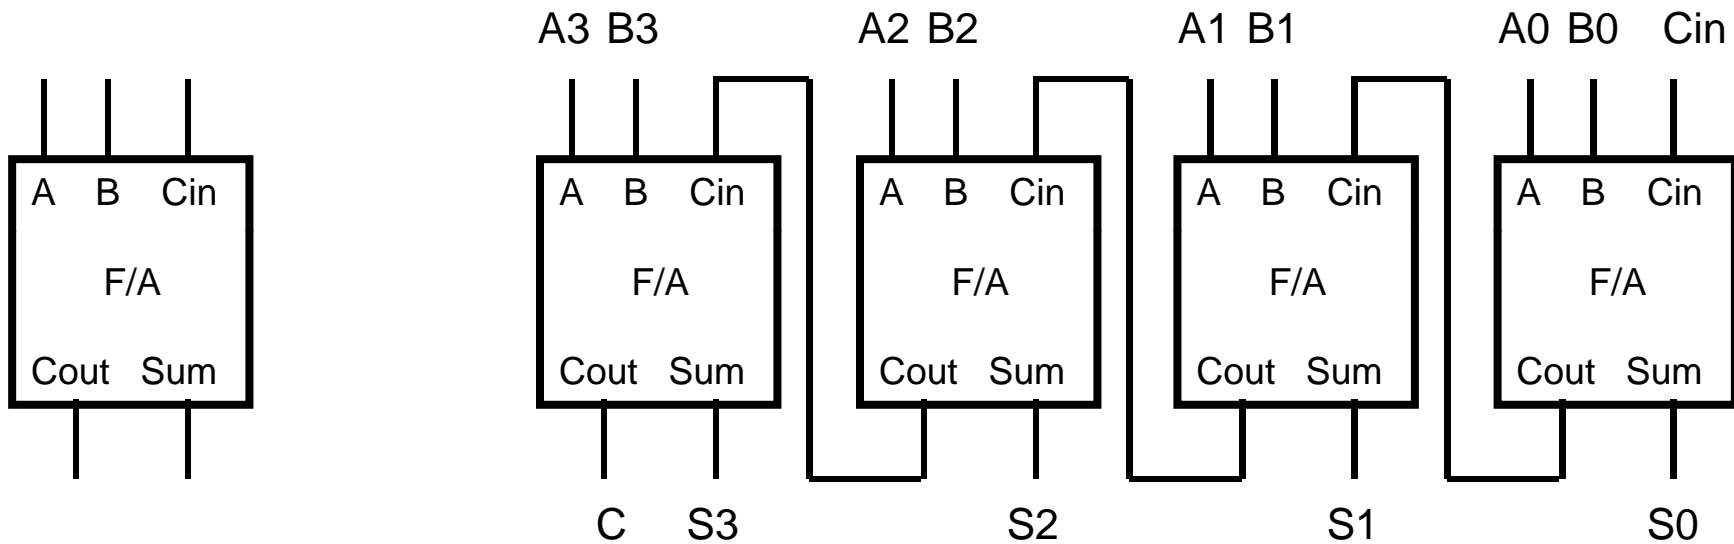 A3 B3 A2 B2 A1 B1 A0 B0 Cin
A B Cin A B Cin A B Cin A B Cin A B Cin
F/A F/A F/A F/A F/A
Cout Sum Cout Sum Cout Sum Cout Sum Cout Sum
C S3 S2 S1 S0